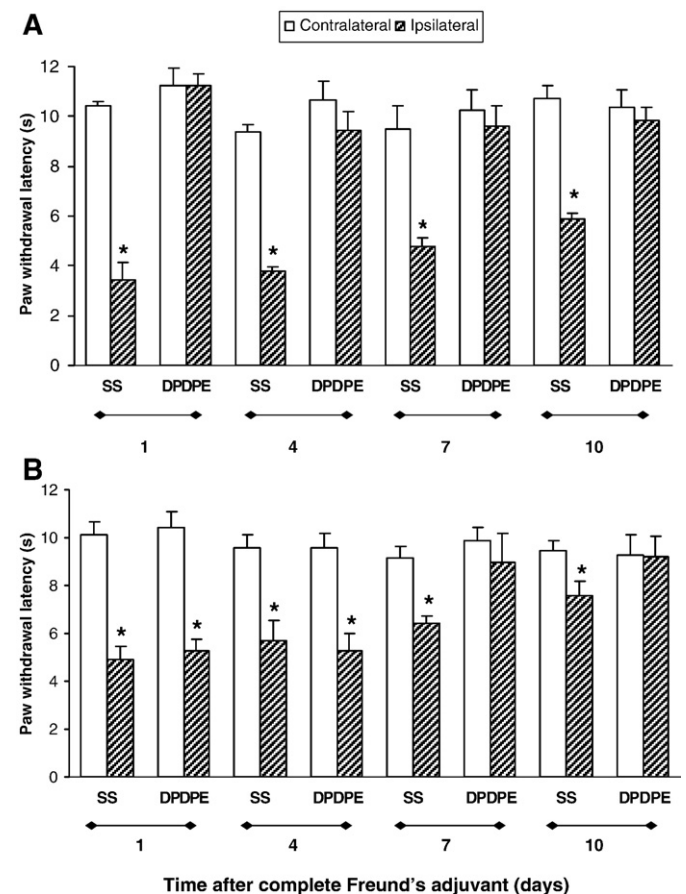 A
Contralateral Ipsilateral
Paw withdrawal latency (s)
12
10
8
6
4
2
0
* * * *
SS DPDPE SS DPDPE SS DPDPE SS DPDPE
1 4 7 10
B
Paw withdrawal latency (s)
12
10
8
6
4
2
0
* * * * * *
SS DPDPE SS DPDPE SS DPDPE SS DPDPE
1 4 7 10
Time after complete Freund's adjuvant (days)